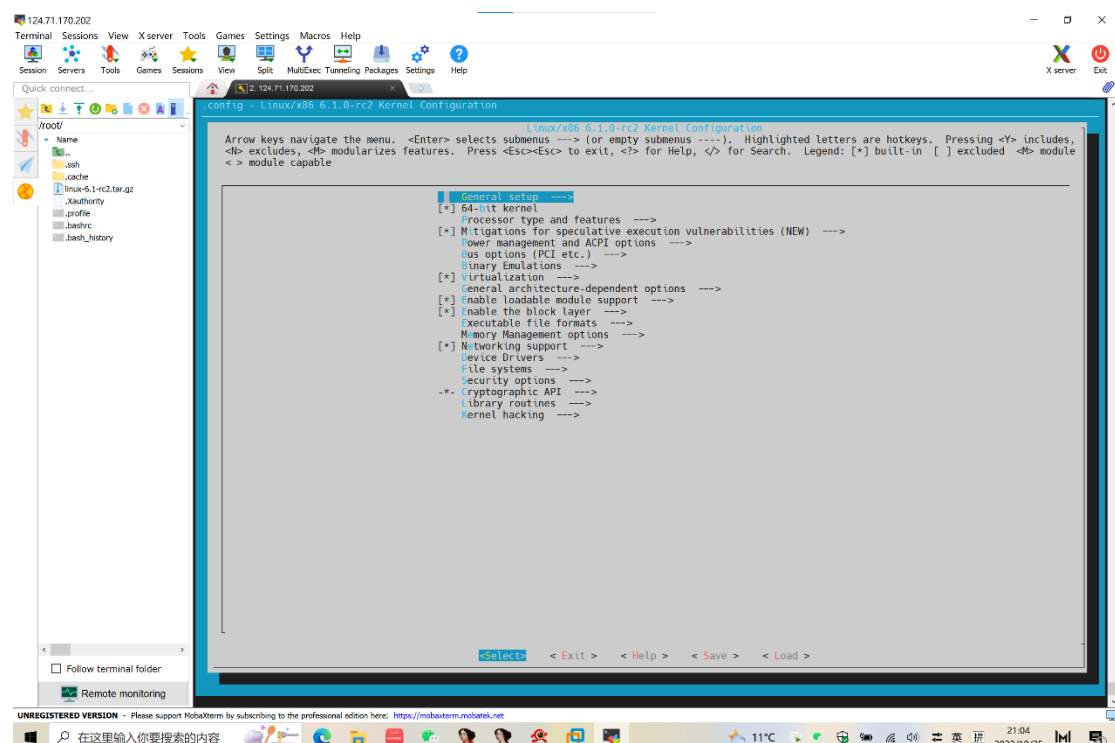 124.71.170.202
Terminal Sessions View X server Tools Games Settings Macros Help
Session Servers Tools Games Sessions View Split MultiExec Tunneling Packages Settings Help X server Exit
Quick connect...
2. 124.71.170.202
/root/
Name
..
.ssh
.cache
linux-6.1-rc2.tar.gz
.Xauthority
.profile
.bashrc
.bash_history
.config - Linux/x86 6.1.0-rc2 Kernel Configuration
Linux/x86 6.1.0-rc2 Kernel Configuration
Arrow keys navigate the menu. <Enter> selects submenus ---> (or empty submenus ----). Highlighted letters are hotkeys. Pressing <Y> includes,
<N> excludes, <M> modularizes features. Press <Esc><Esc> to exit, <?> for Help, </> for Search. Legend: [*] built-in [ ] excluded <M> module
< > module capable
General setup --->
[*] 64-bit kernel
Processor type and features --->
[*] Mitigations for speculative execution vulnerabilities (NEW) --->
Power management and ACPI options --->
Bus options (PCI etc.) --->
Binary Emulations --->
[*] Virtualization --->
General architecture-dependent options --->
[*] Enable loadable module support --->
[*] Enable the block layer --->
Executable file formats --->
Memory Management options --->
[*] Networking support --->
Device Drivers --->
File systems --->
Security options --->
-*- Cryptographic API --->
Library routines --->
Kernel hacking --->
<Select> < Exit > < Help > < Save > < Load >
Follow terminal folder
Remote monitoring
UNREGISTERED VERSION - Please support MobaXterm by subscribing to the professional edition here: https://mobaxterm.mobatek.net
在这里输入你要搜索的内容
11°C 英 拼 21:04